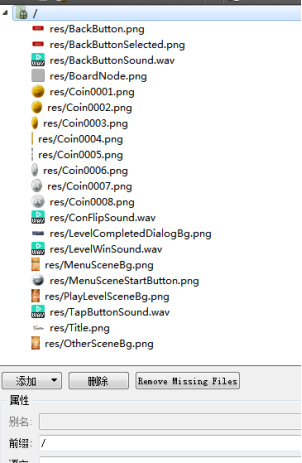 /
res/BackButton.png
res/BackButtonSelected.png
res/BackButtonSound.wav
res/BoardNode.png
res/Coin0001.png
res/Coin0002.png
res/Coin0003.png
res/Coin0004.png
res/Coin0005.png
res/Coin0006.png
res/Coin0007.png
res/Coin0008.png
res/ConFlipSound.wav
res/LevelCompletedDialogBg.png
res/LevelWinSound.wav
res/MenuSceneBg.png
res/MenuSceneStartButton.png
res/PlayLevelSceneBg.png
res/TapButtonSound.wav
res/Title.png
res/OtherSceneBg.png
添加 删除 Remove Missing Files
属性
别名:
前缀: /